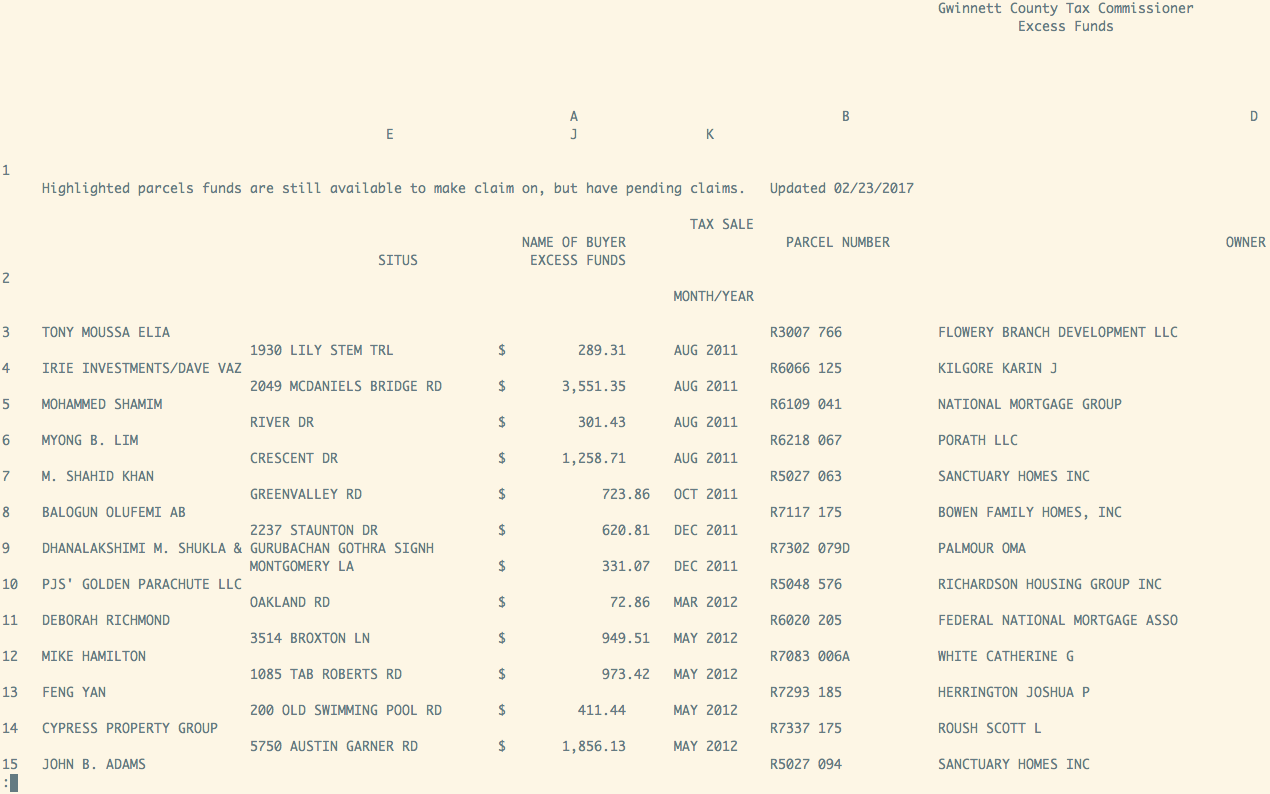 Gwinnett County Tax Commissioner
Excess Funds
A B D
E J K
1
Highlighted parcels funds are still available to make claim on, but have pending claims. Updated 02/23/2017
TAX SALE
NAME OF BUYER PARCEL NUMBER OWNER
SITUS EXCESS FUNDS
2
MONTH/YEAR
3 TONY MOUSSA ELIA R3007 766 FLOWERY BRANCH DEVELOPMENT LLC
1930 LILY STEM TRL $ 289.31 AUG 2011
4 IRIE INVESTMENTS/DAVE VAZ R6066 125 KILGORE KARIN J
2049 MCDANIELS BRIDGE RD $ 3,551.35 AUG 2011
5 MOHAMMED SHAMIM R6109 041 NATIONAL MORTGAGE GROUP
RIVER DR $ 301.43 AUG 2011
6 MYONG B. LIM R6218 067 PORATH LLC
CRESCENT DR $ 1,258.71 AUG 2011
7 M. SHAHID KHAN R5027 063 SANCTUARY HOMES INC
GREENVALLEY RD $ 723.86 OCT 2011
8 BALOGUN OLUFEMI AB R7117 175 BOWEN FAMILY HOMES, INC
2237 STAUNTON DR $ 620.81 DEC 2011
9 DHANALAKSHIMI M. SHUKLA & GURUBACHAN GOTHRA SIGNH R7302 079D PALMOUR OMA
MONTGOMERY LA $ 331.07 DEC 2011
10 PJS' GOLDEN PARACHUTE LLC R5048 576 RICHARDSON HOUSING GROUP INC
OAKLAND RD $ 72.86 MAR 2012
11 DEBORAH RICHMOND R6020 205 FEDERAL NATIONAL MORTGAGE ASSO
3514 BROXTON LN $ 949.51 MAY 2012
12 MIKE HAMILTON R7083 006A WHITE CATHERINE G
1085 TAB ROBERTS RD $ 973.42 MAY 2012
13 FENG YAN R7293 185 HERRINGTON JOSHUA P
200 OLD SWIMMING POOL RD $ 411.44 MAY 2012
14 CYPRESS PROPERTY GROUP R7337 175 ROUSH SCOTT L
5750 AUSTIN GARNER RD $ 1,856.13 MAY 2012
15 JOHN B. ADAMS R5027 094 SANCTUARY HOMES INC
: